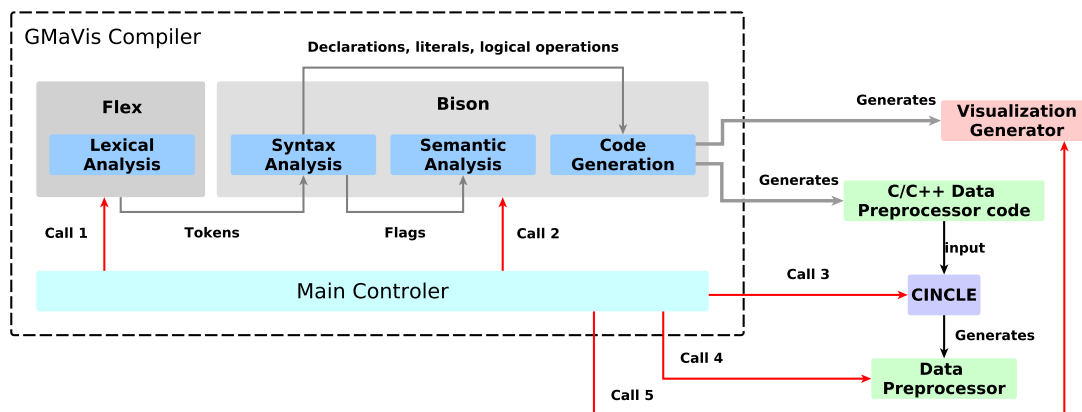 GMaVis Compiler
Declarations, literals, logical operations
Flex
Bison
Lexical
Analysis
Syntax
Analysis
Semantic
Analysis
Code
Generation
Generates
Visualization
Generator
Generates
C/C++ Data
Preprocessor code
Call 1
Tokens
Flags
Call 2
input
Main Controler
Call 3
CINCLE
Generates
Call 4
Data
Preprocessor
Call 5